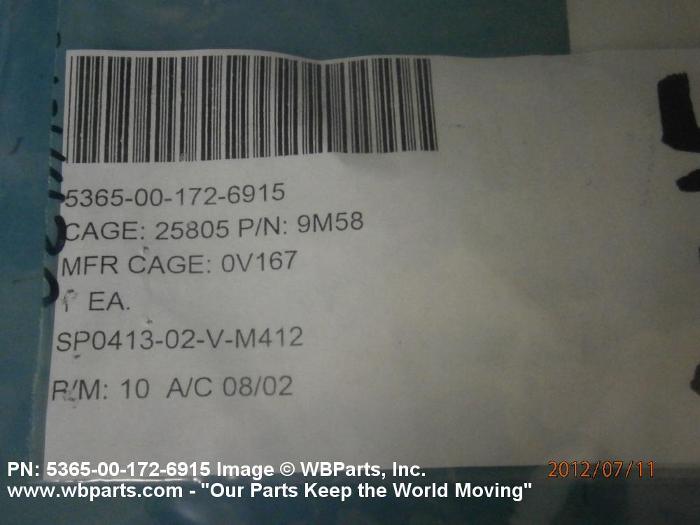 5365-00-172-6915
CAGE: 25805 P/N: 9M58
MFR CAGE: 0V167
1 EA.
SP0413-02-V-M412
P/M: 10 A/C 08/02
PN: 5365-00-172-6915 Image © WBParts, Inc.
2012/07/11
www.wbparts.com - "Our Parts Keep the World Moving"